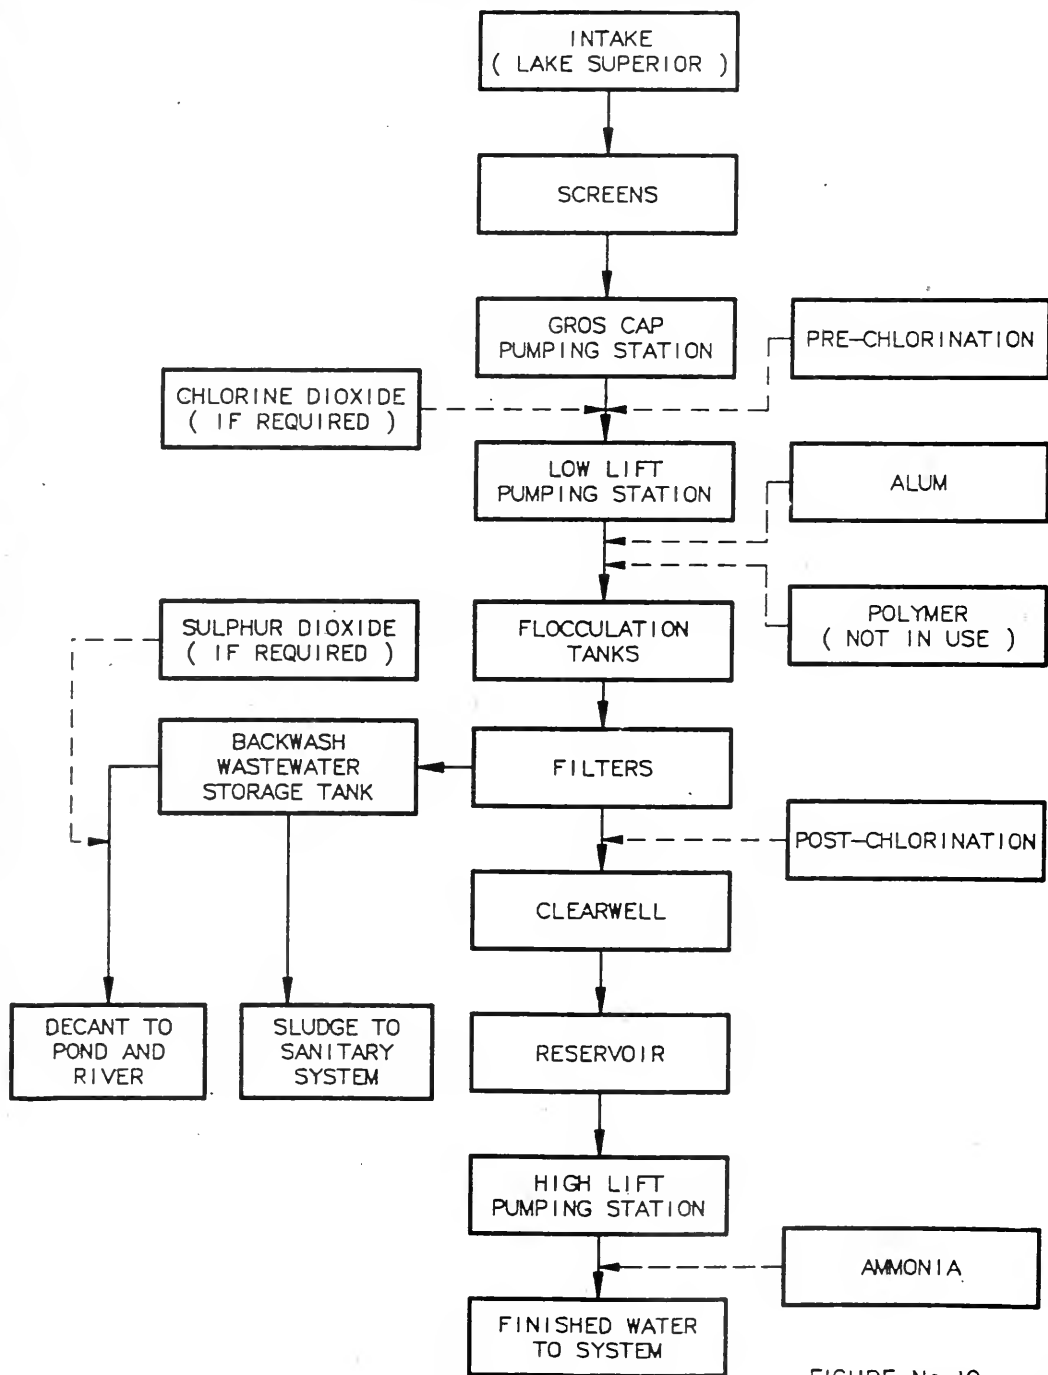 INTAKE
( LAKE SUPERIOR )
SCREENS
GROS CAP
PUMPING STATION
PRE-CHLORINATION
CHLORINE DIOXIDE
( IF REQUIRED )
LOW LIFT
PUMPING STATION
ALUM
SULPHUR DIOXIDE
( IF REQUIRED )
FLOCCULATION
TANKS
POLYMER
( NOT IN USE )
BACKWASH
WASTEWATER
STORAGE TANK
FILTERS
POST-CHLORINATION
CLEARWELL
DECANT TO
POND AND
RIVER
SLUDGE TO
SANITARY
SYSTEM
RESERVOIR
HIGH LIFT
PUMPING STATION
AMMONIA
FINISHED WATER
TO SYSTEM